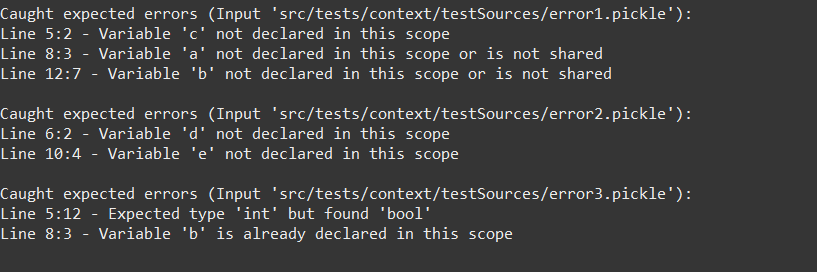 Caught expected errors (Input 'src/tests/context/testSources/error1.pickle'):
Line 5:2 - Variable 'c' not declared in this scope
Line 8:3 - Variable 'a' not declared in this scope or is not shared
Line 12:7 - Variable 'b' not declared in this scope or is not shared
Caught expected errors (Input 'src/tests/context/testSources/error2.pickle'):
Line 6:2 - Variable 'd' not declared in this scope
Line 10:4 - Variable 'e' not declared in this scope
Caught expected errors (Input 'src/tests/context/testSources/error3.pickle'):
Line 5:12 - Expected type 'int' but found 'bool'
Line 8:3 - Variable 'b' is already declared in this scope